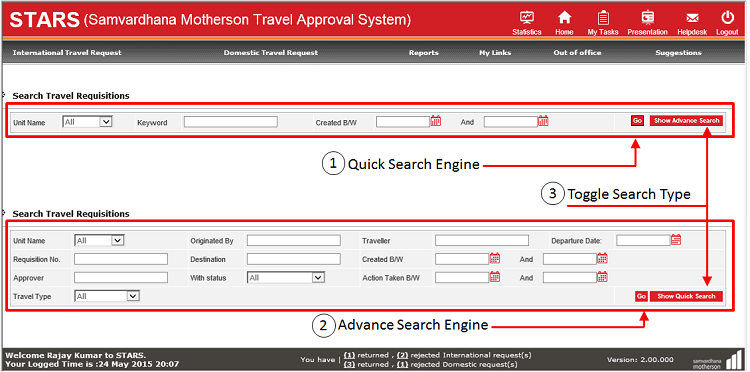 STARS (Samvardhana Motherson Travel Approval System)
Statistics Home My Tasks Presentation Helpdesk Logout
International Travel Request Domestic Travel Request Reports My Links Out of office Suggestions
Search Travel Requisitions
Unit Name All Keyword Created B/W And Go Show Advance Search
1 Quick Search Engine
3 Toggle Search Type
Search Travel Requisitions
Unit Name All Originated By Traveller Departure Date:
Requisition No. Destination Created B/W And
Approver With status All Action Taken B/W And
Travel Type All Go Show Quick Search
2 Advance Search Engine
Welcome Rajay Kumar to STARS.
Your Logged Time is :24 May 2015 20:07
You have | (1) returned , (2) rejected International request(s)
(3) returned , (1) rejected Domestic request(s)
Version: 2.00.000
samvardhana
motherson